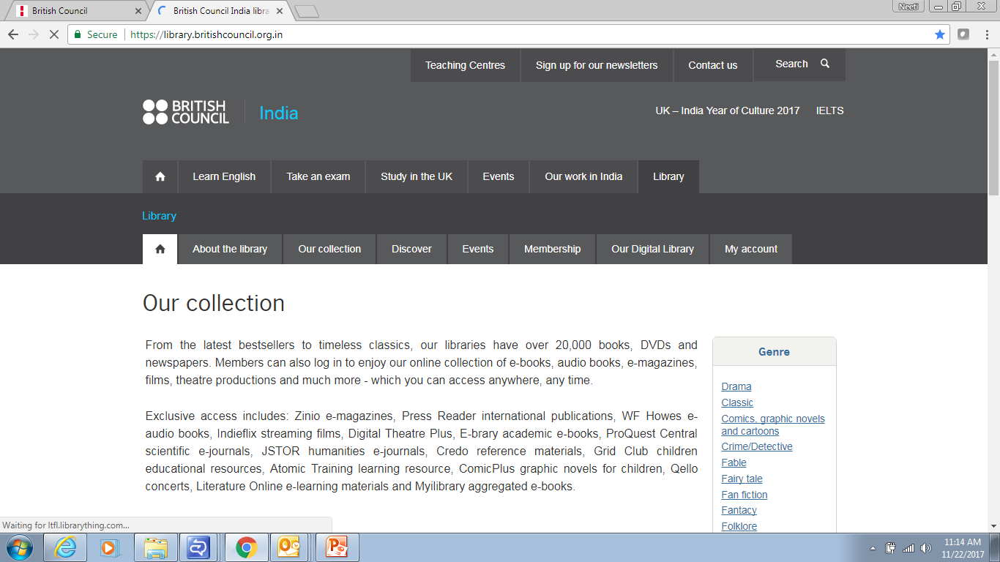 British Council
British Council India libra
Neeti
Secure
https://library.britishcouncil.org.in
Teaching Centres
Sign up for our newsletters
Contact us
Search
BRITISH
COUNCIL
India
UK – India Year of Culture 2017
IELTS
Learn English
Take an exam
Study in the UK
Events
Our work in India
Library
Library
About the library
Our collection
Discover
Events
Membership
Our Digital Library
My account
Our collection
From the latest bestsellers to timeless classics, our libraries have over 20,000 books, DVDs and
newspapers. Members can also log in to enjoy our online collection of e-books, audio books, e-magazines,
films, theatre productions and much more - which you can access anywhere, any time.
Exclusive access includes: Zinio e-magazines, Press Reader international publications, WF Howes e-
audio books, Indieflix streaming films, Digital Theatre Plus, E-brary academic e-books, ProQuest Central
scientific e-journals, JSTOR humanities e-journals, Credo reference materials, Grid Club children
educational resources, Atomic Training learning resource, ComicPlus graphic novels for children, Qello
concerts, Literature Online e-learning materials and Myilibrary aggregated e-books.
Genre
Drama
Classic
Comics, graphic novels
and cartoons
Crime/Detective
Fable
Fairy tale
Fan fiction
Fantacy
Folklore
Waiting for ltfl.librarything.com...
11:14 AM
11/22/2017